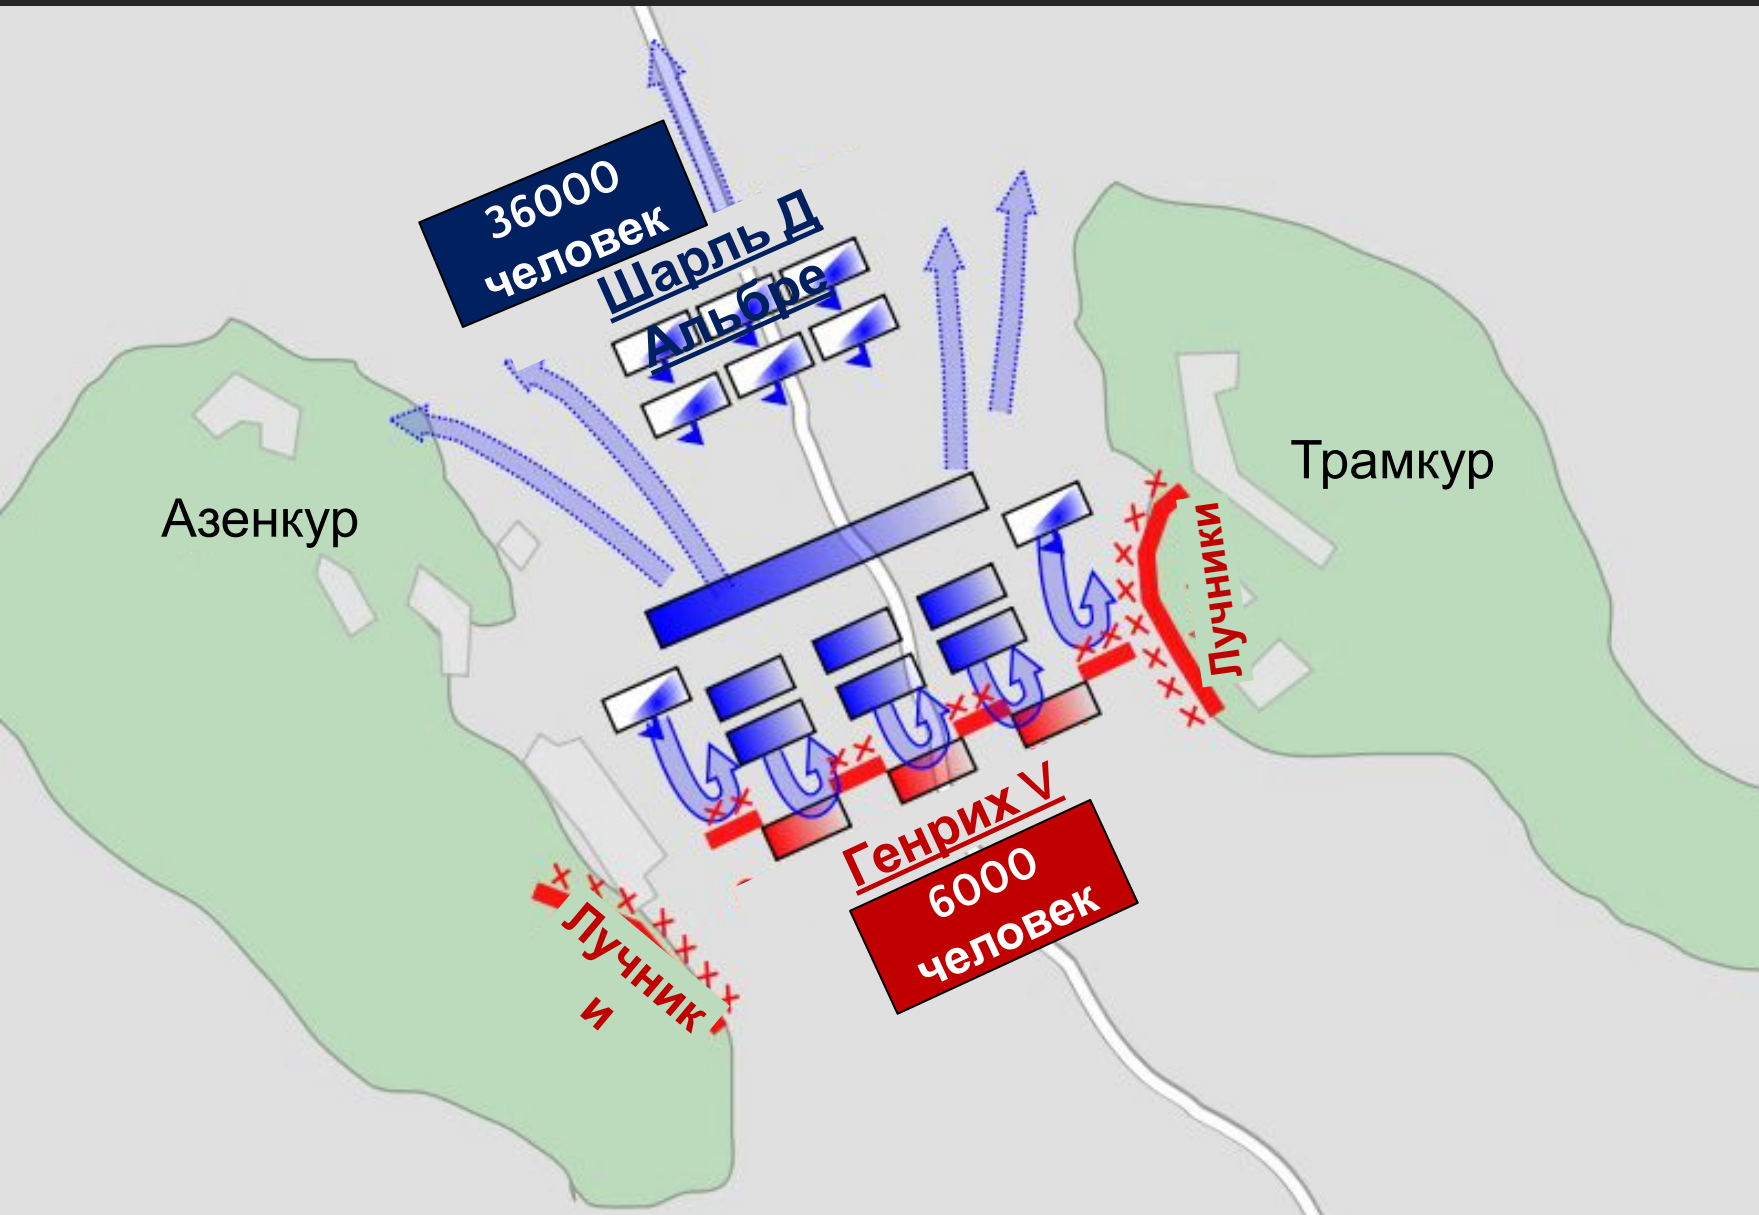 36000
человек
Шарль Д
Альбре
Азенкур
Трамкур
Лучники
Генрих V
6000
человек
Лучник
и